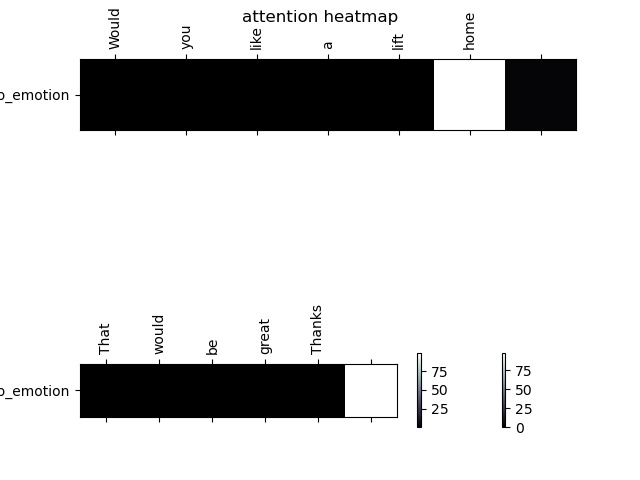 attention heatmap
Would you like a lift home
o_emotion
That would be great Thanks
o_emotion
75
50
25
75
50
25
0